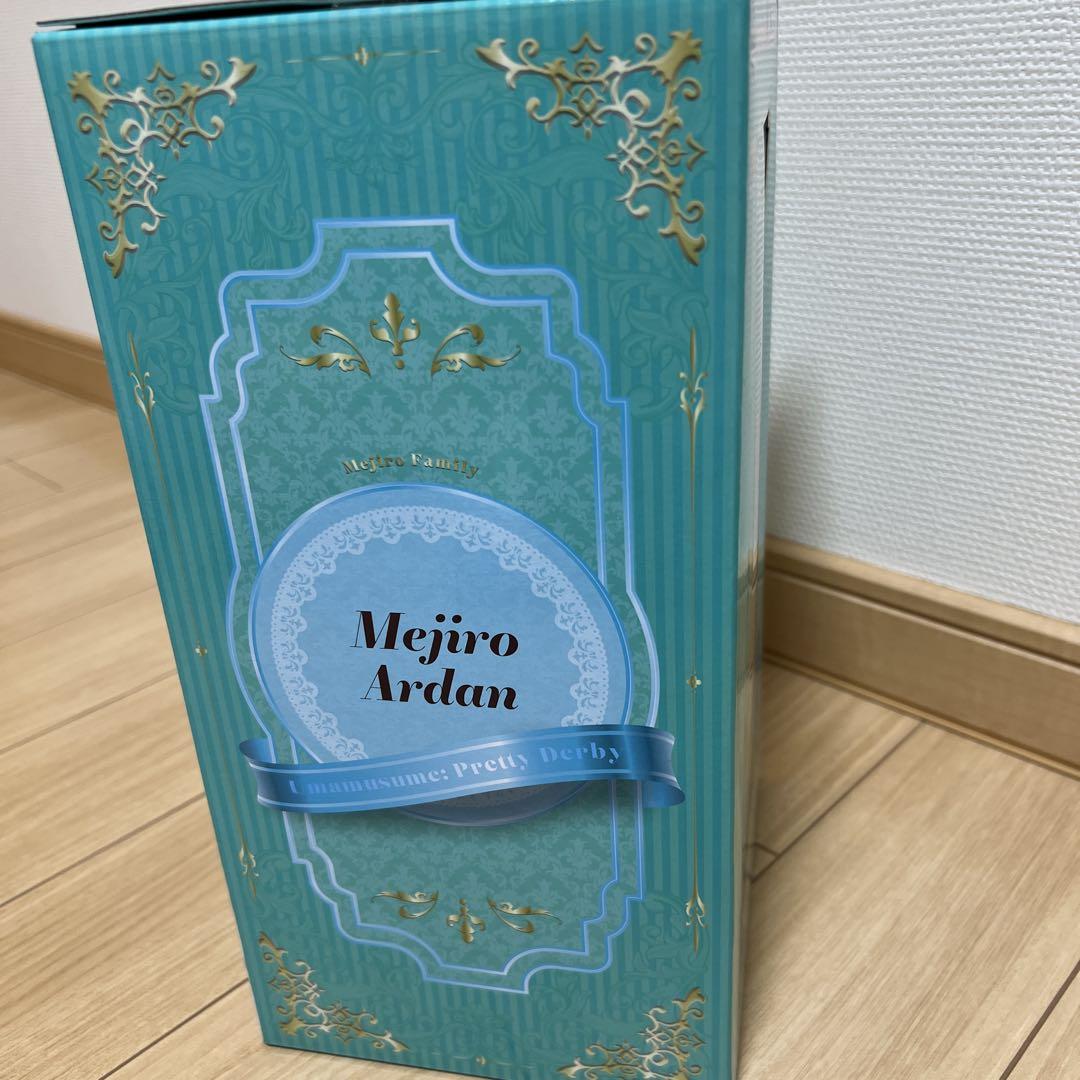 Mejiro Family
Mejiro
Ardan
Umamusume: Pretty Derby